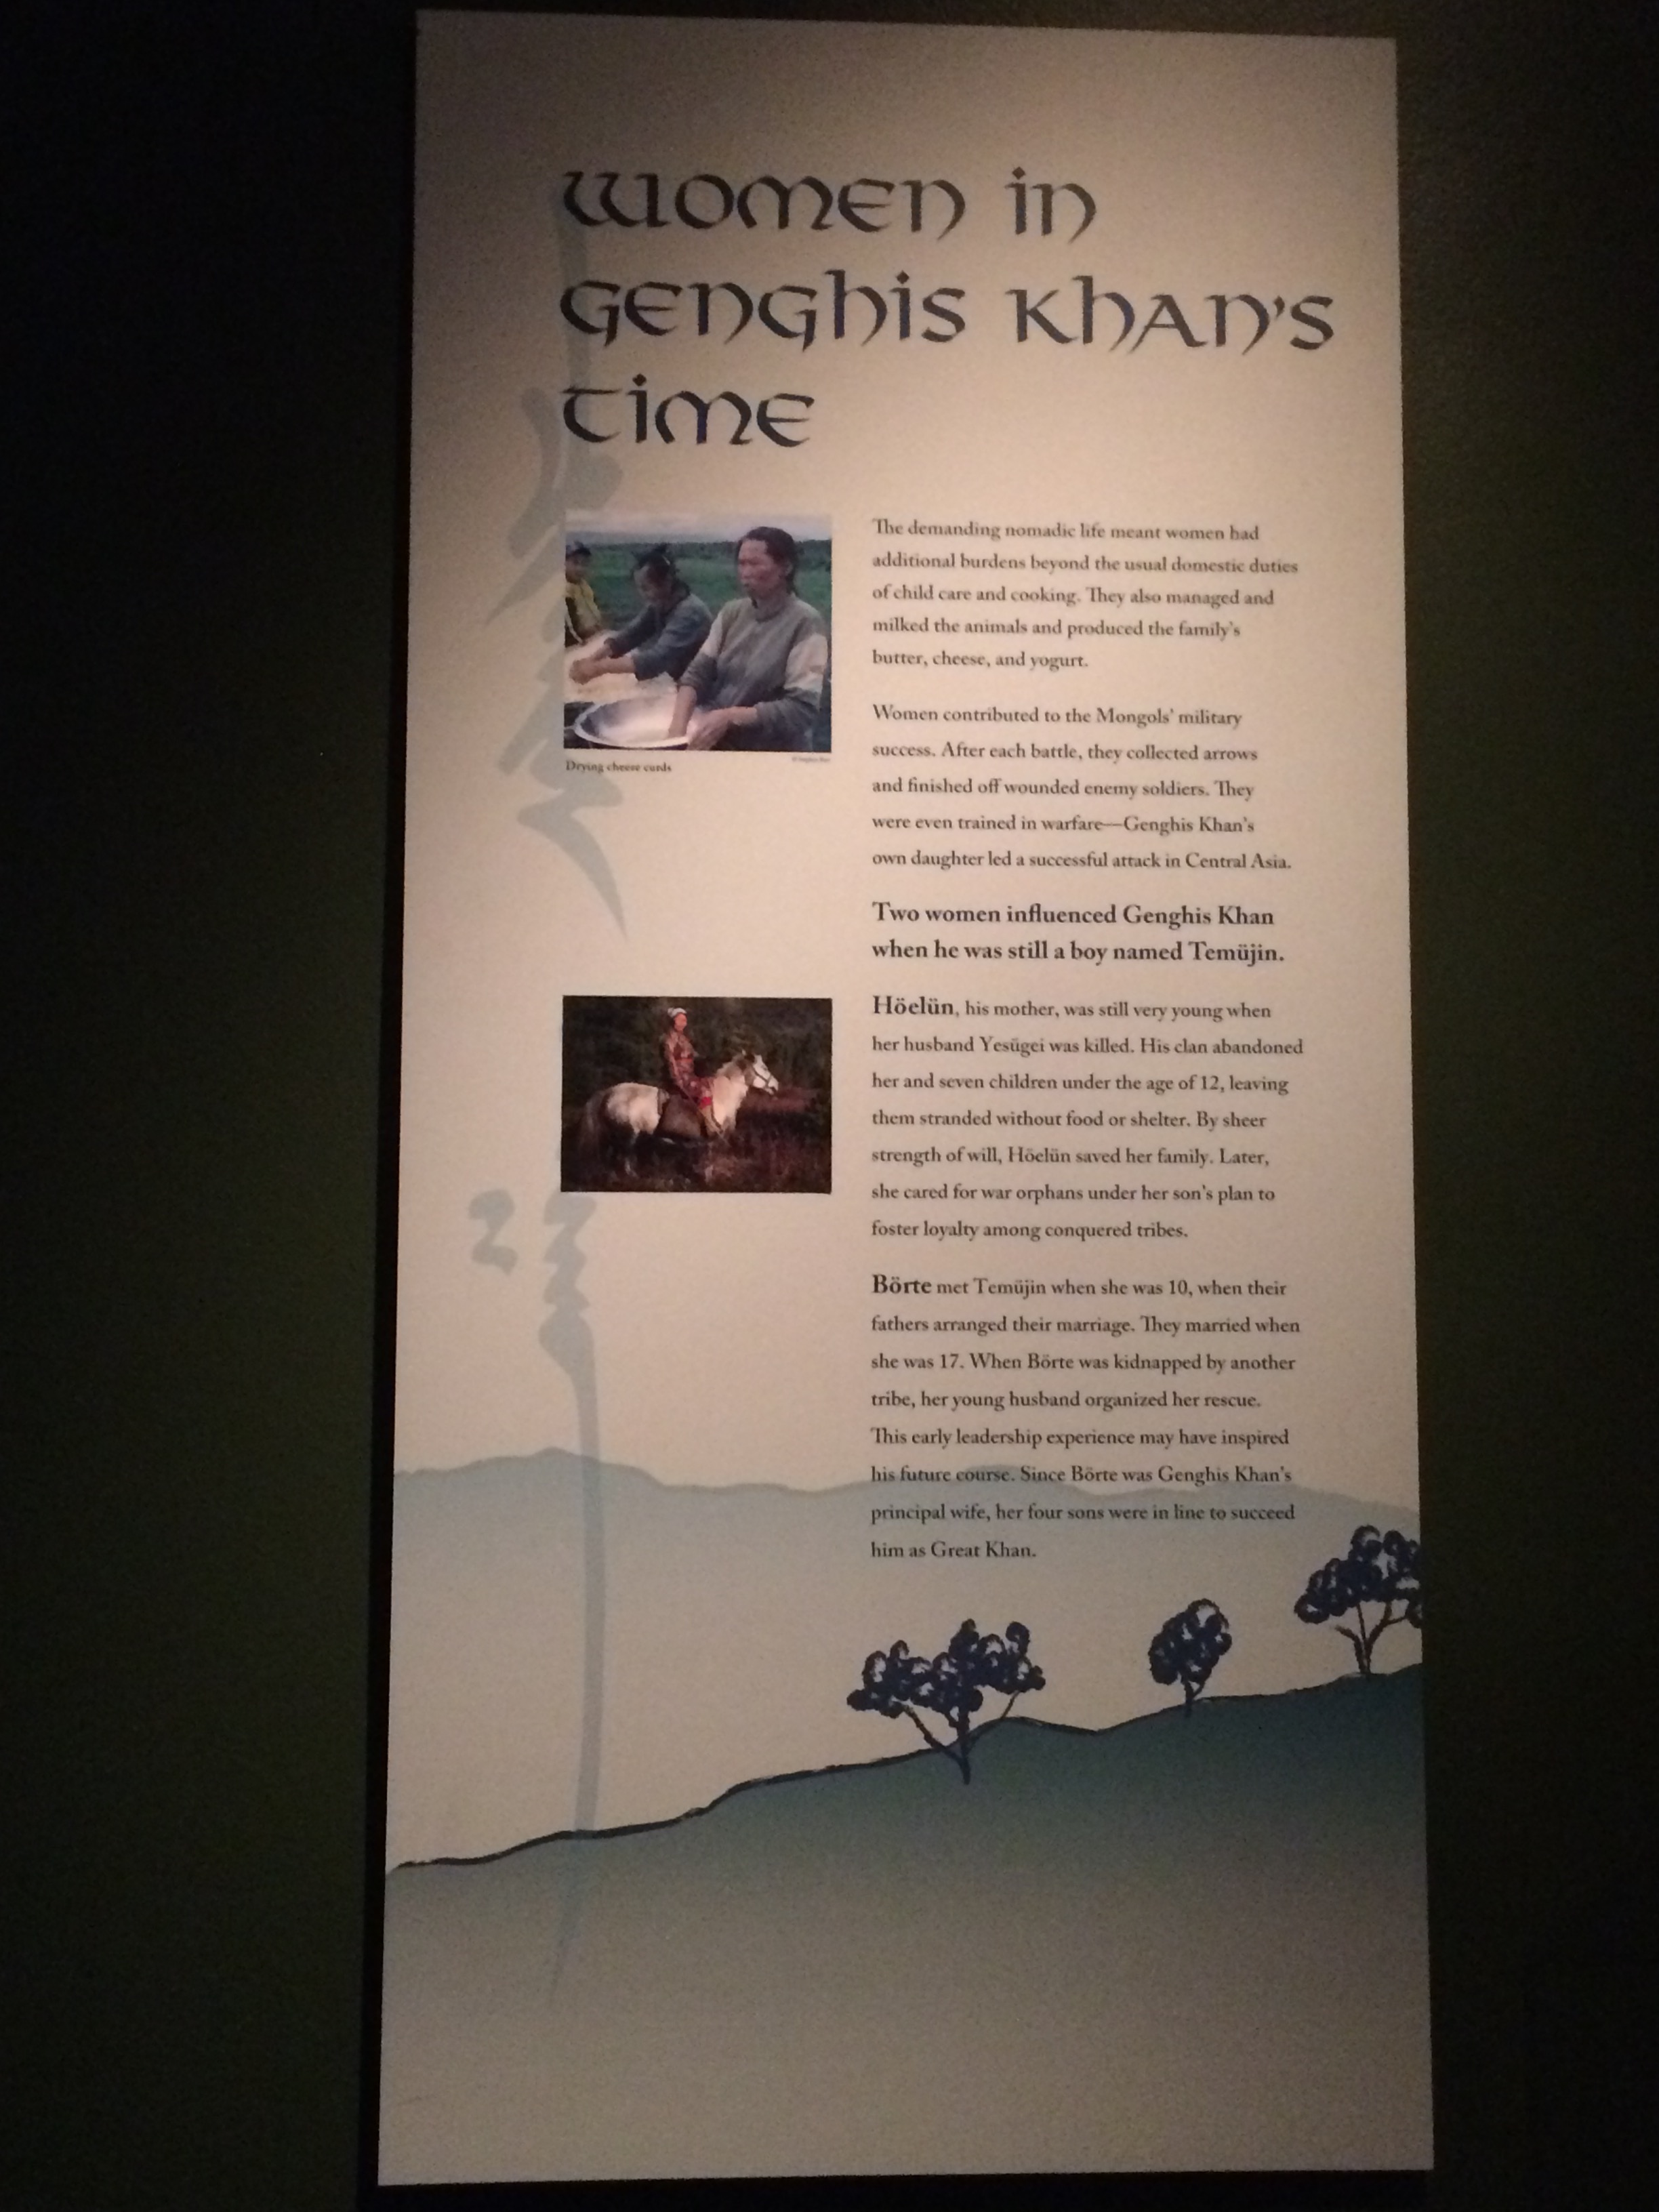 Women in
Genghis Khan's
Time
Drying cheese curds
The demanding nomadic life meant women had
additional burdens beyond the usual domestic duties
of child care and cooking. They also managed and
milked the animals and produced the family's
butter, cheese, and yogurt.
Women contributed to the Mongols' military
success. After each battle, they collected arrows
and finished off wounded enemy soldiers. They
were even trained in warfare—Genghis Khan's
own daughter led a successful attack in Central Asia.
Two women influenced Genghis Khan
when he was still a boy named Temüjin.
Höelün, his mother, was still very young when
her husband Yesügei was killed. His clan abandoned
her and seven children under the age of 12, leaving
them stranded without food or shelter. By sheer
strength of will, Höelün saved her family. Later,
she cared for war orphans under her son's plan to
foster loyalty among conquered tribes.
Börte met Temüjin when she was 10, when their
fathers arranged their marriage. They married when
she was 17. When Börte was kidnapped by another
tribe, her young husband organized her rescue.
This early leadership experience may have inspired
his future course. Since Börte was Genghis Khan's
principal wife, her four sons were in line to succeed
him as Great Khan.